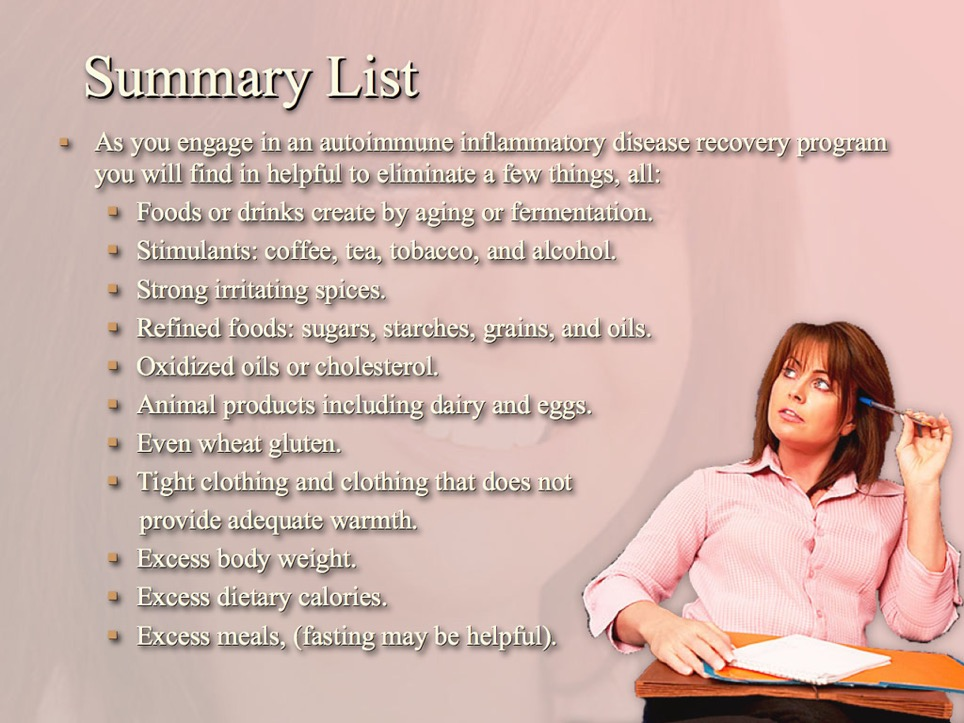 Summary List
As you engage in an autoimmune inflammatory disease recovery program
you will find in helpful to eliminate a few things, all:
Foods or drinks create by aging or fermentation.
Stimulants: coffee, tea, tobacco, and alcohol.
Strong irritating spices.
Refined foods: sugars, starches, grains, and oils.
Oxidized oils or cholesterol.
Animal products including dairy and eggs.
Even wheat gluten.
Tight clothing and clothing that does not
provide adequate warmth.
Excess body weight.
Excess dietary calories.
Excess meals, (fasting may be helpful).